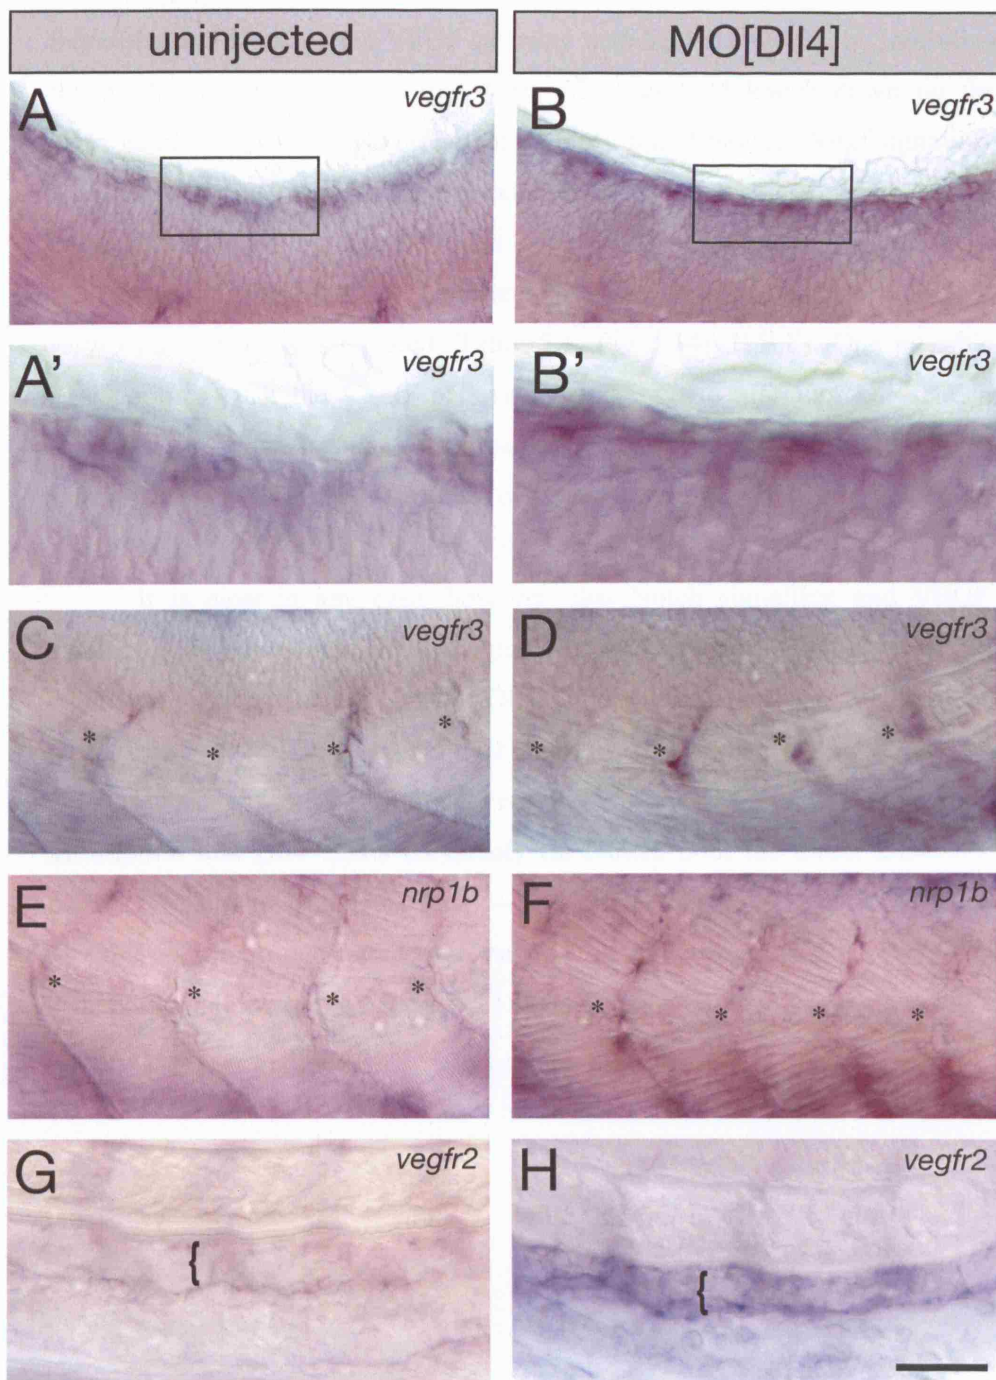 uninjected
MO[Dll4]
A
vegfr3
B
vegfr3
A'
vegfr3
B'
vegfr3
C
vegfr3
*
*
*
*
D
vegfr3
*
*
*
*
E
nrp1b
*
*
*
*
F
nrp1b
*
*
*
*
G
vegfr2
{
H
vegfr2
{